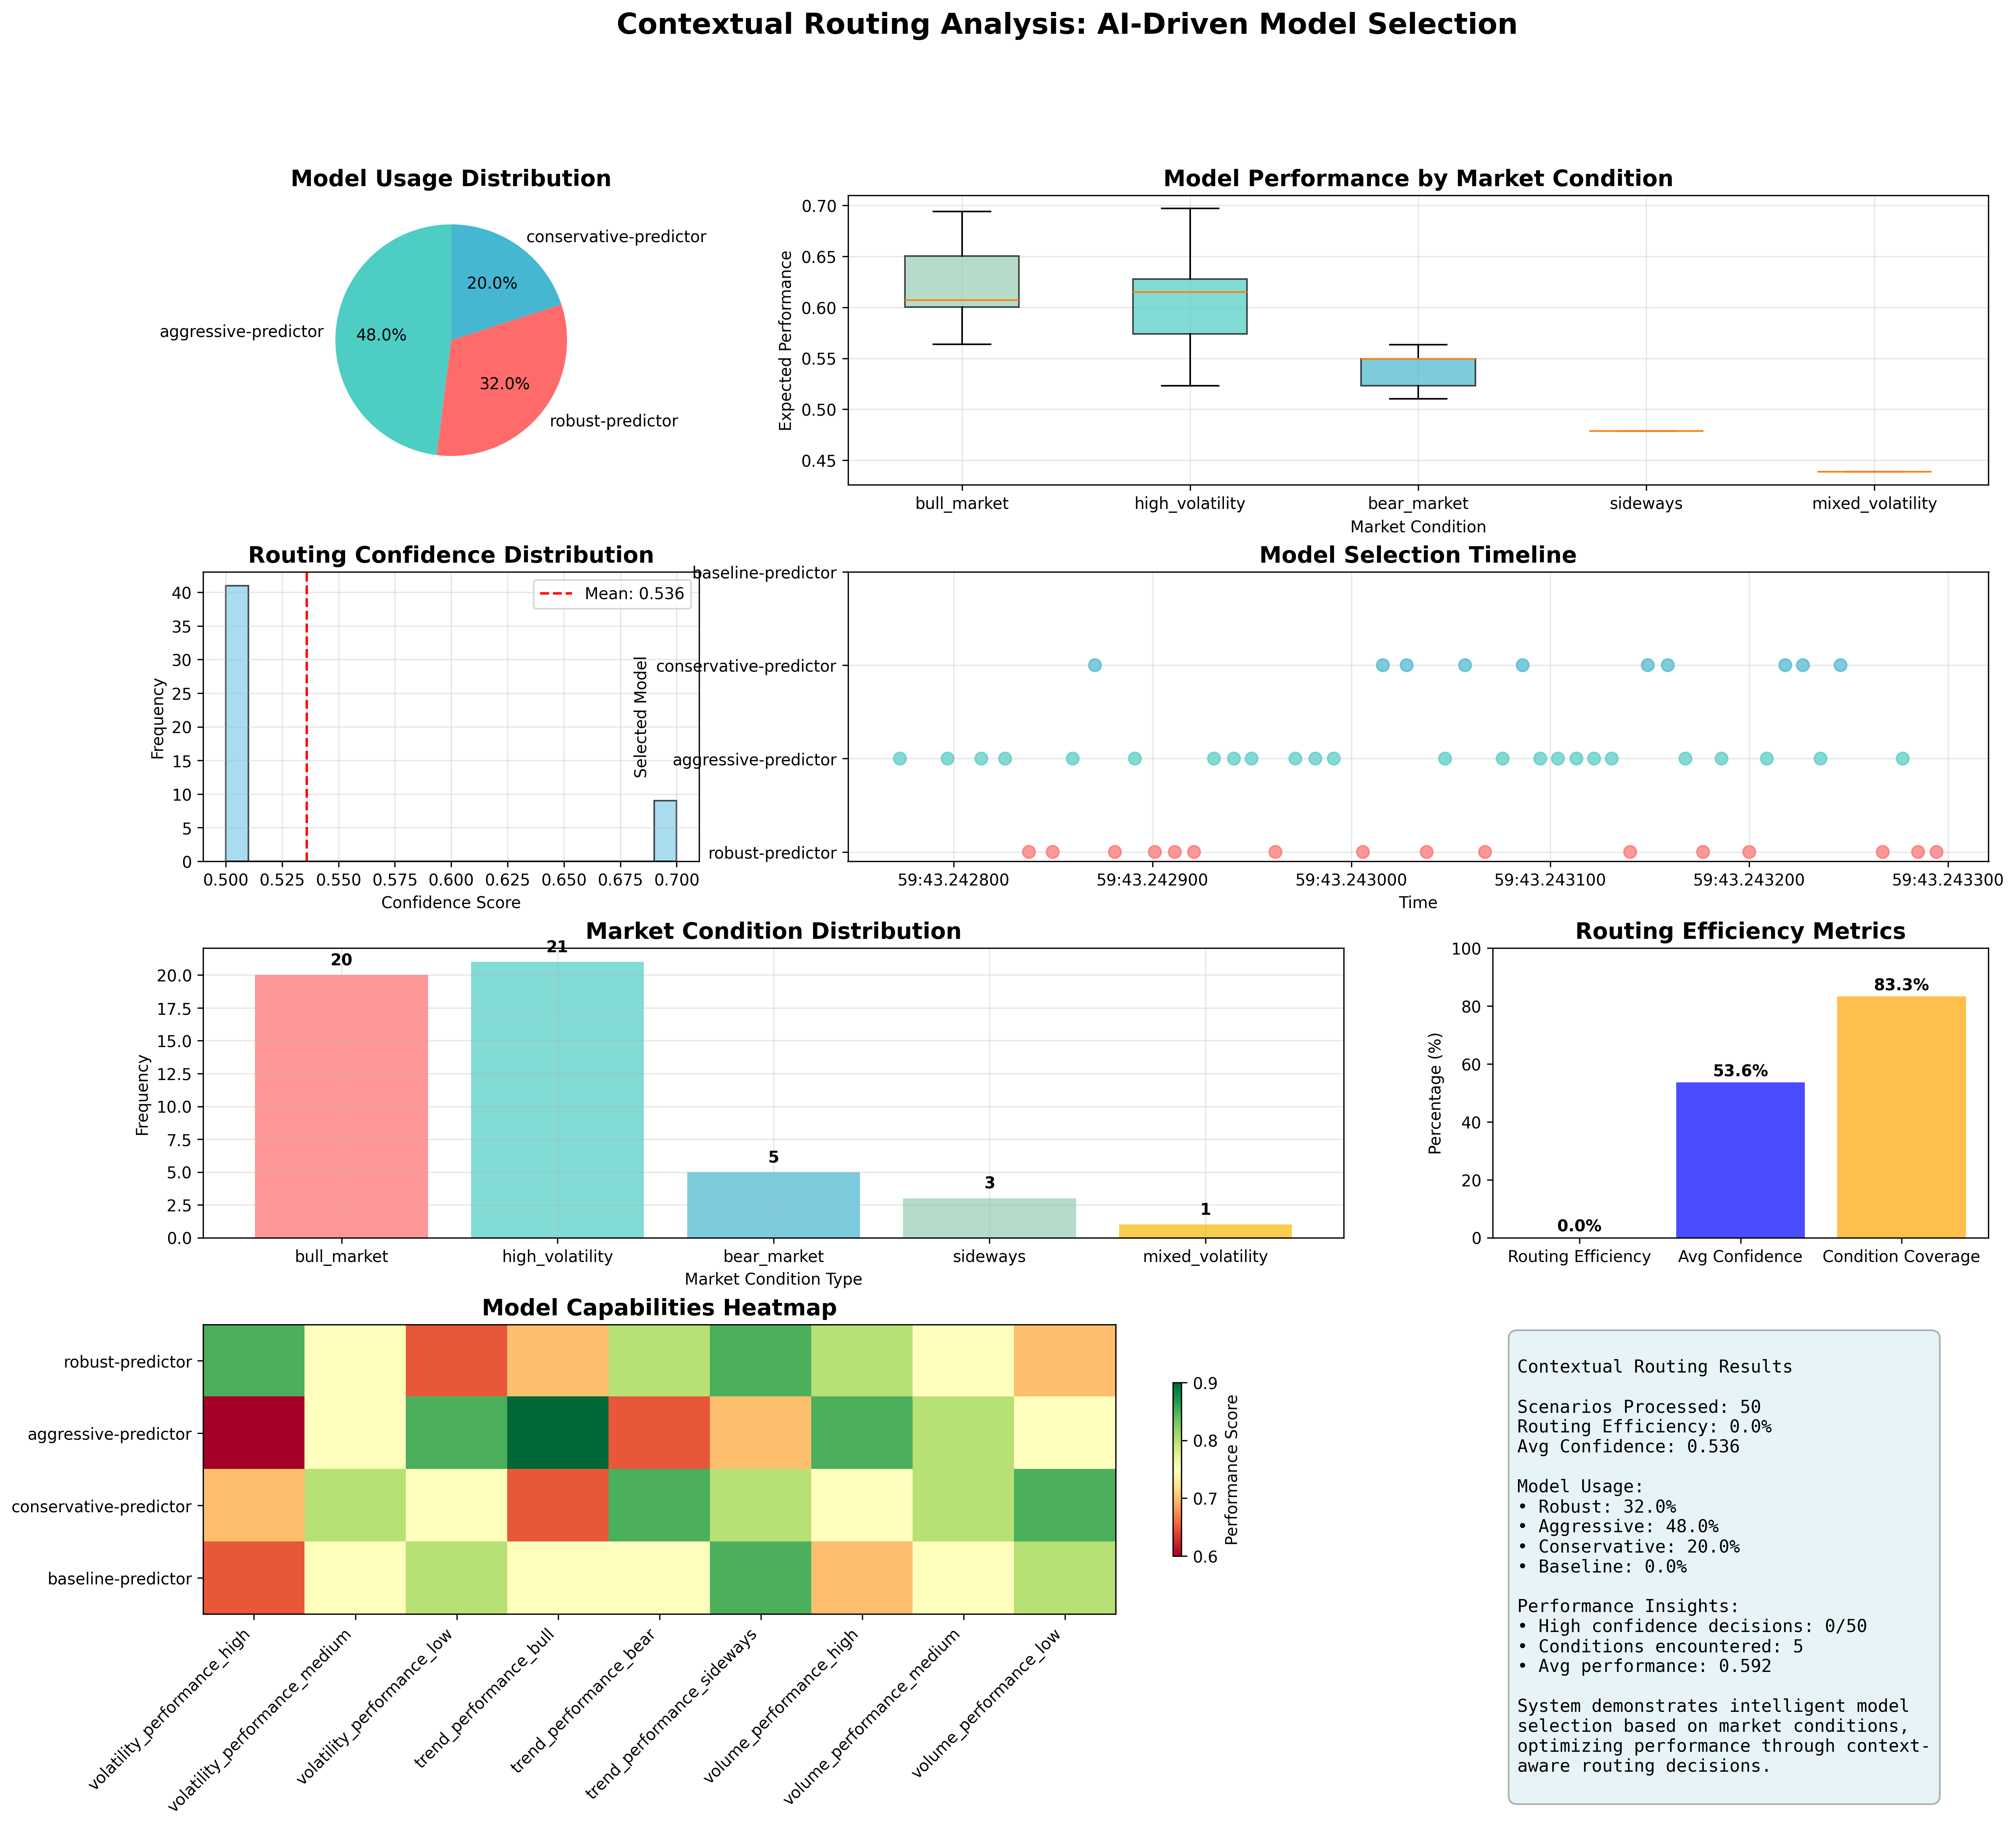 Contextual Routing Analysis: AI-Driven Model Selection
Model Usage Distribution
conservative-predictor
20.0%
aggressive-predictor
48.0%
32.0%
robust-predictor
Model Performance by Market Condition
Expected Performance
0.70
0.65
0.60
0.55
0.50
0.45
bull_market
high_volatility
bear_market
sideways
mixed_volatility
Market Condition
Routing Confidence Distribution
Frequency
40
35
30
25
20
15
10
5
0
Mean: 0.536
0.500
0.525
0.550
0.575
0.600
0.625
0.650
0.675
0.700
Confidence Score
Model Selection Timeline
Selected Model
baseline-predictor
conservative-predictor
aggressive-predictor
robust-predictor
59:43.242800
59:43.242900
59:43.243000
59:43.243100
59:43.243200
59:43.243300
Time
Market Condition Distribution
Frequency
20.0
17.5
15.0
12.5
10.0
7.5
5.0
2.5
0.0
20
21
5
3
1
bull_market
high_volatility
bear_market
sideways
mixed_volatility
Market Condition Type
Routing Efficiency Metrics
Percentage (%)
100
80
60
40
20
0
0.0%
53.6%
83.3%
Routing Efficiency
Avg Confidence
Condition Coverage
Model Capabilities Heatmap
robust-predictor
aggressive-predictor
conservative-predictor
baseline-predictor
volatility_performance_high
volatility_performance_medium
volatility_performance_low
trend_performance_bull
trend_performance_bear
trend_performance_sideways
volume_performance_high
volume_performance_medium
volume_performance_low
0.9
0.8
0.7
0.6
Performance Score
Contextual Routing Results
Scenarios Processed: 50
Routing Efficiency: 0.0%
Avg Confidence: 0.536
Model Usage:
• Robust: 32.0%
• Aggressive: 48.0%
• Conservative: 20.0%
• Baseline: 0.0%
Performance Insights:
• High confidence decisions: 0/50
• Conditions encountered: 5
• Avg performance: 0.592
System demonstrates intelligent model
selection based on market conditions,
optimizing performance through context-
aware routing decisions.